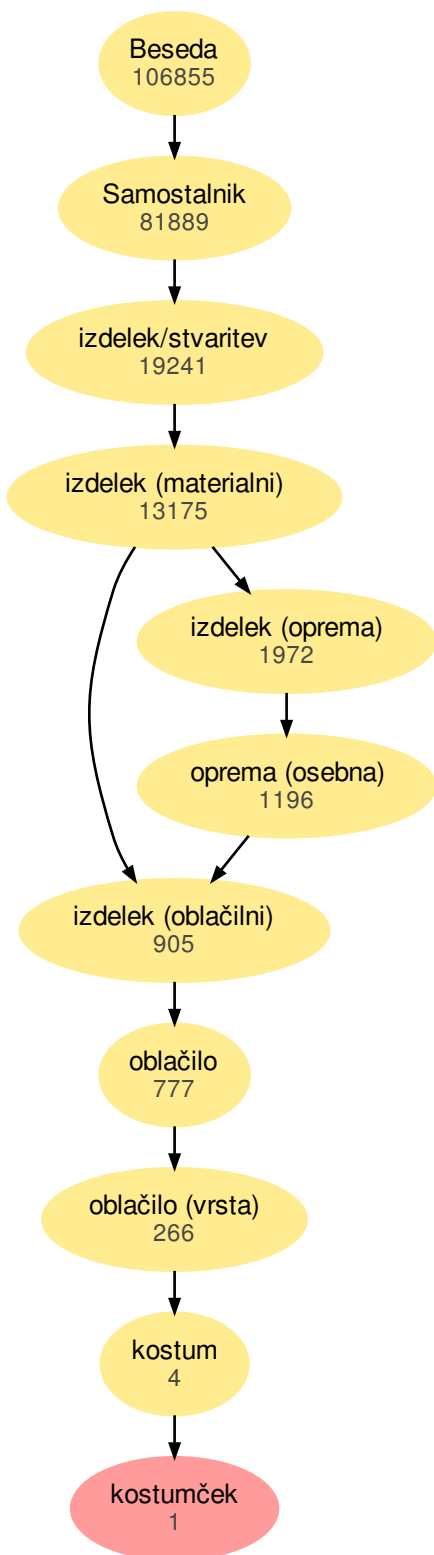 Beseda
106855
Samostalnik
81889
izdelek/stvaritev
19241
izdelek (materialni)
13175
izdelek (oprema)
1972
oprema (osebna)
1196
izdelek (oblačilni)
905
oblačilo
777
oblačilo (vrsta)
266
kostum
4
kostumček
1